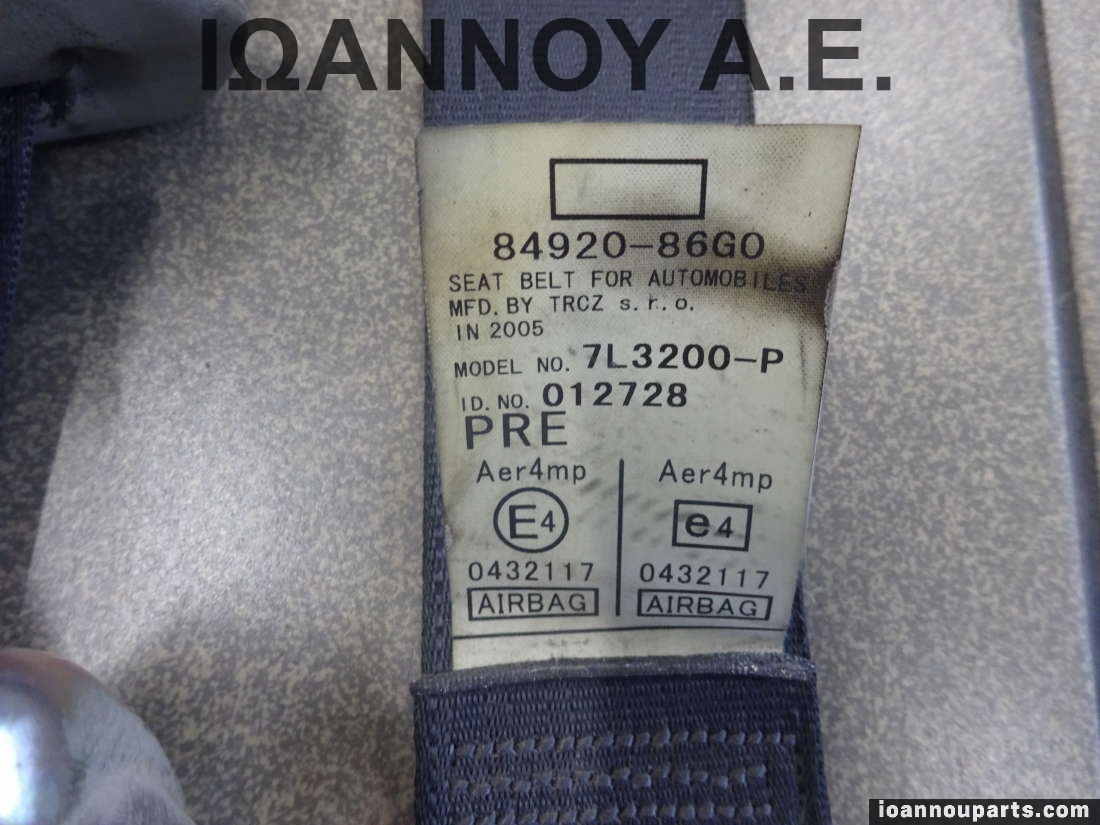 ΙΩΑΝΝΟΥ Α.Ε.
84920-86G0
SEAT BELT FOR AUTOMOBILES
MFD. BY TRCZ s.r.o.
IN 2005
MODEL NO. 7L3200-P
ID. NO. 012728
PRE
Aer4mp Aer4mp
E4 e4
0432117 0432117
AIRBAG AIRBAG
ioannouparts.com